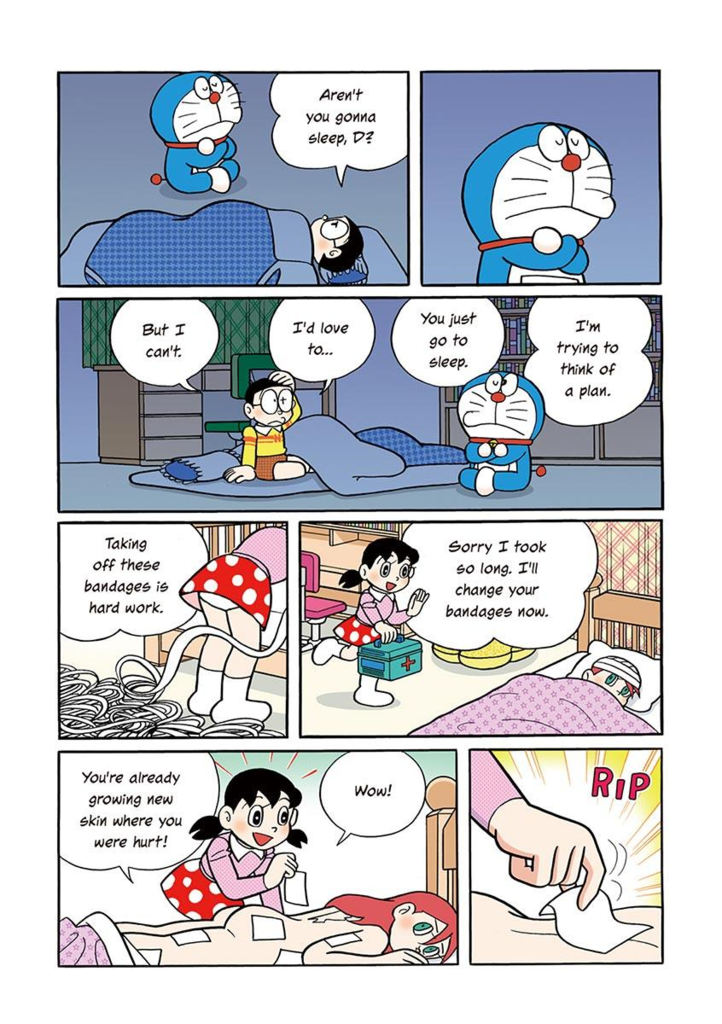 Aren't
you gonna
sleep, D?
But I
can't.
I'd love
to...
You just
go to
sleep.
I'm
trying to
think of
a plan.
Taking
off these
bandages is
hard work.
Sorry I took
so long. I'll
change your
bandages now.
You're already
growing new
skin where you
were hurt!
Wow!
RIP